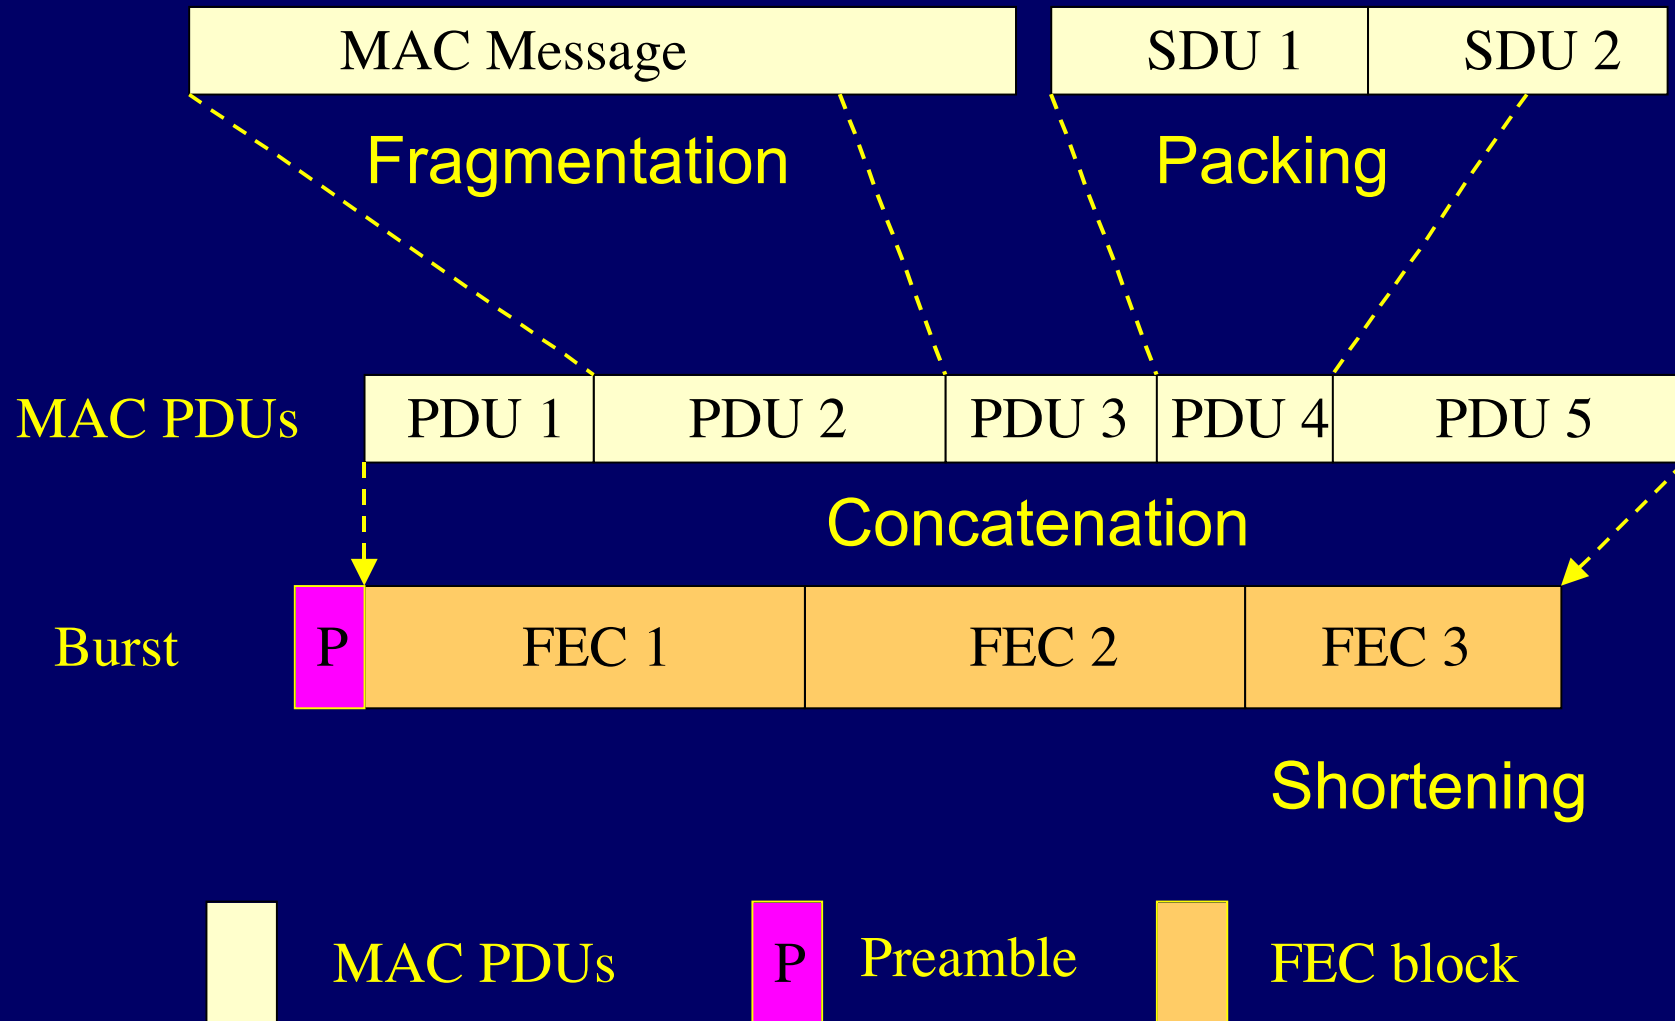 MAC Message SDU 1 SDU 2
Fragmentation Packing
MAC PDUs PDU 1 PDU 2 PDU 3 PDU 4 PDU 5
Concatenation
Burst P FEC 1 FEC 2 FEC 3
Shortening
MAC PDUs P Preamble FEC block